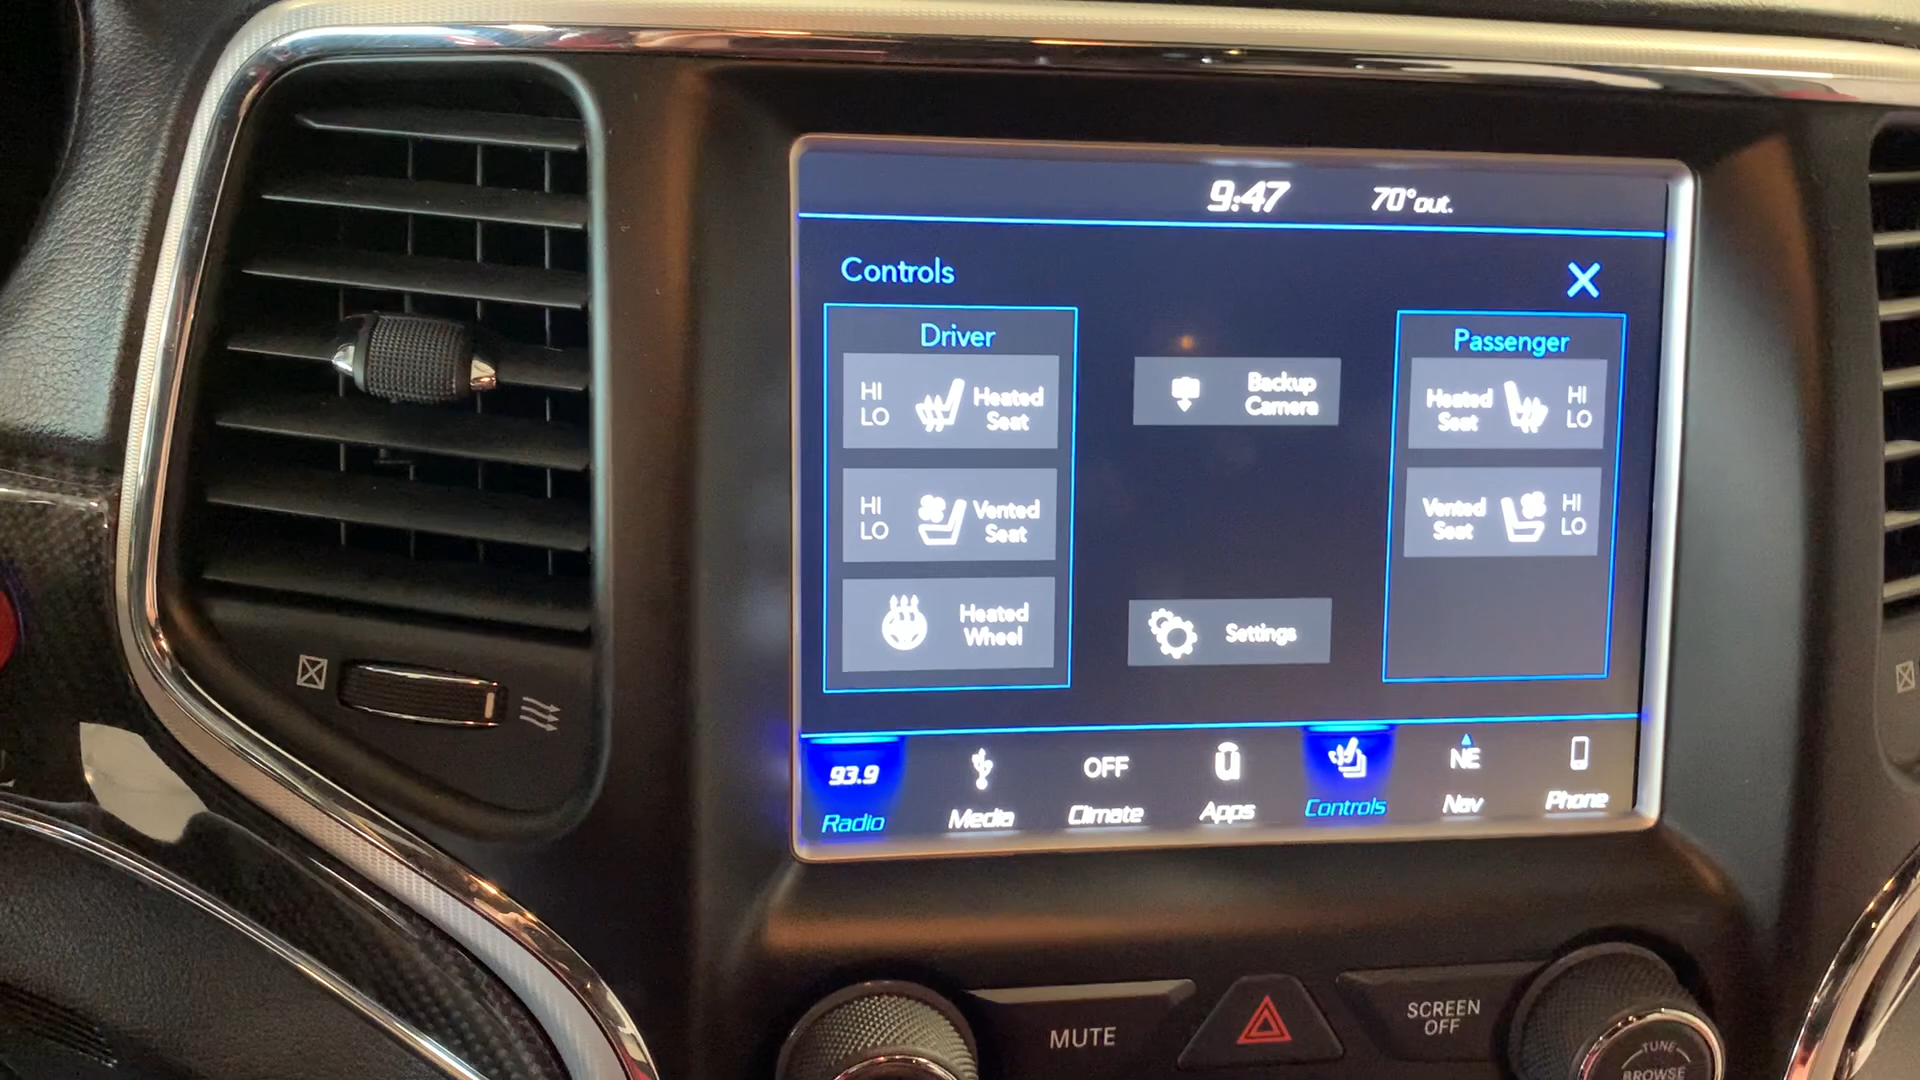 9:47
70°out.
Controls
Driver
HI
LO
Heated
Seat
HI
LO
Vented
Seat
Heated
Wheel
Backup
Camera
Settings
Passenger
Heated
Seat
HI
LO
Vented
Seat
HI
LO
93.9
Radio
Media
OFF
Climate
Apps
Controls
NE
Nav
Phone
MUTE
SCREEN
OFF
TUNE
BROWSE